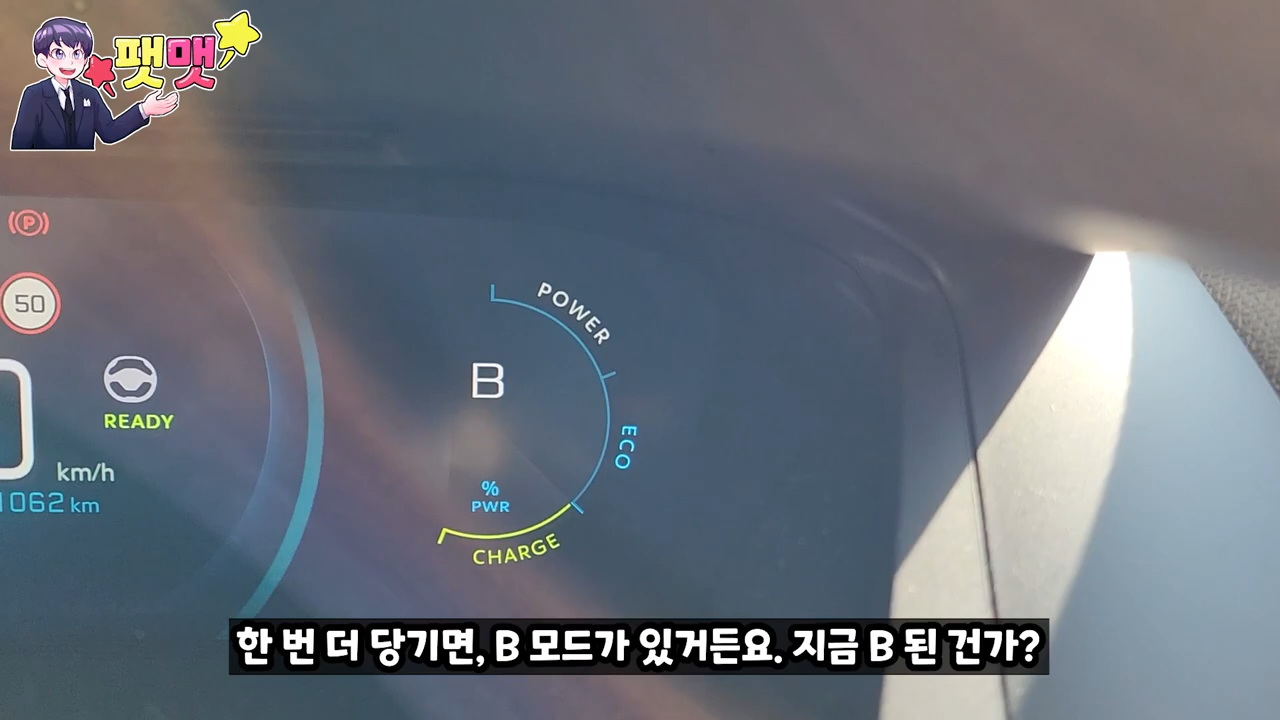 팻맷
P
50
READY
km/h
1062 km
POWER
B
ECO
%
PWR
CHARGE
한 번 더 당기면, B 모드가 있거든요. 지금 B 된 건가?